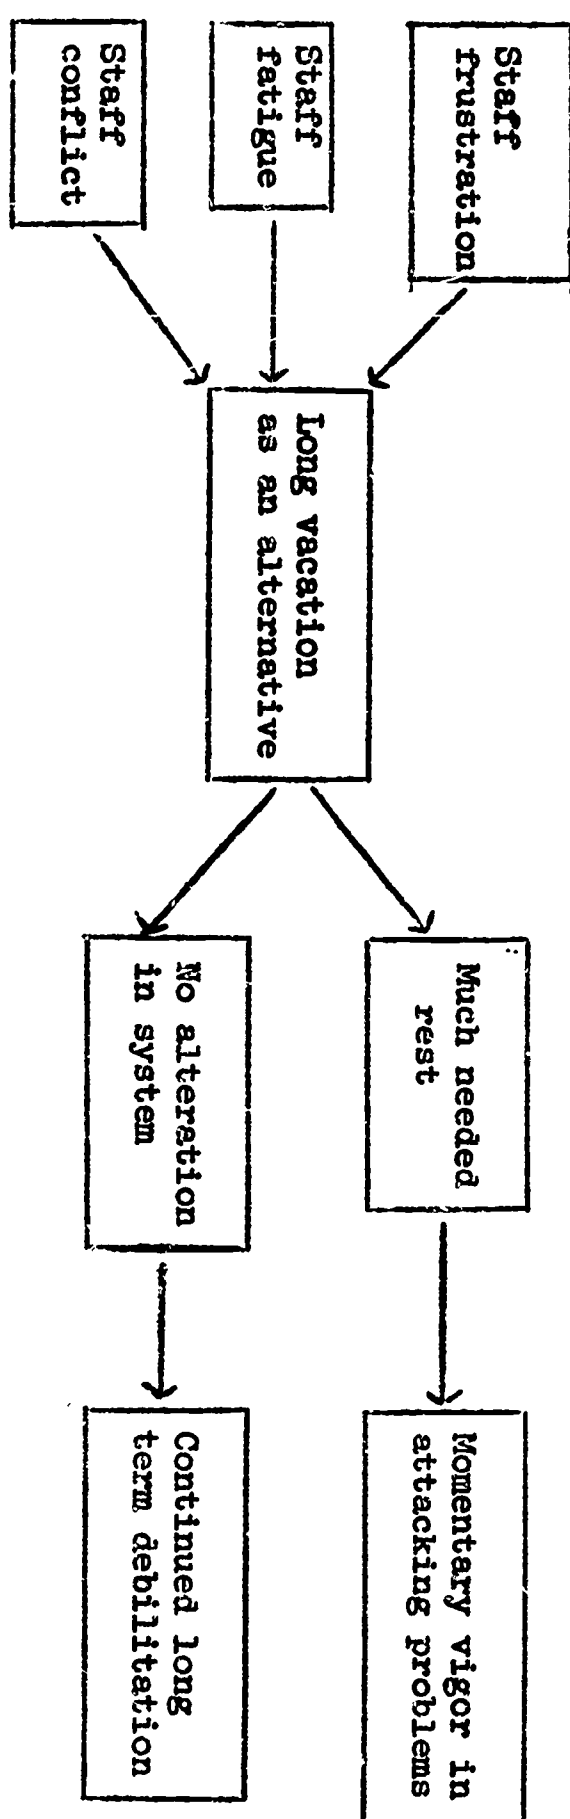 Staff
frustration
Staff
fatigue
Staff
conflict
Long vacation
as an alternative
Much needed
rest
No alteration
in system
Momentary vigor in
attacking problems
Continued long
term debilitation